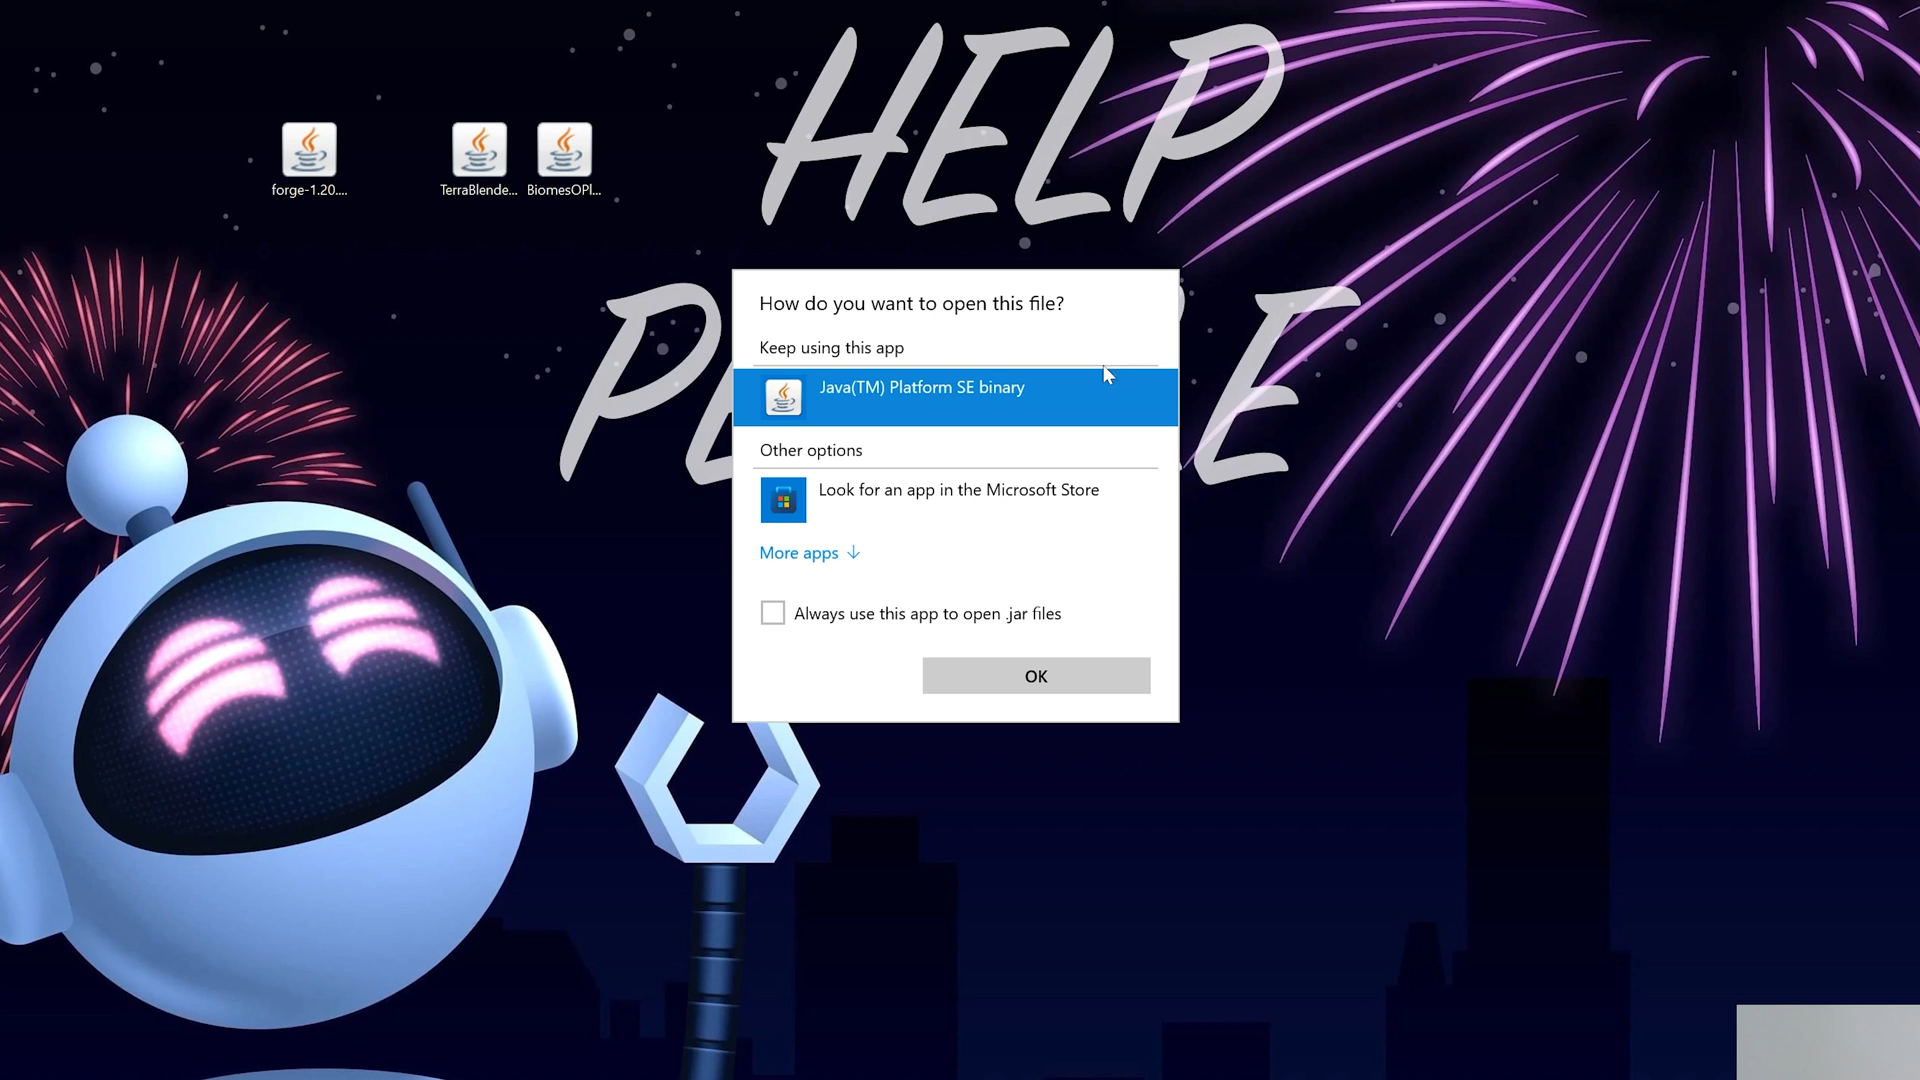 HELP
forge-1.20....
TerraBlende...
BiomesOPl...
How do you want to open this file?
Keep using this app
Java(TM) Platform SE binary
Other options
Look for an app in the Microsoft Store
More apps
Always use this app to open .jar files
OK